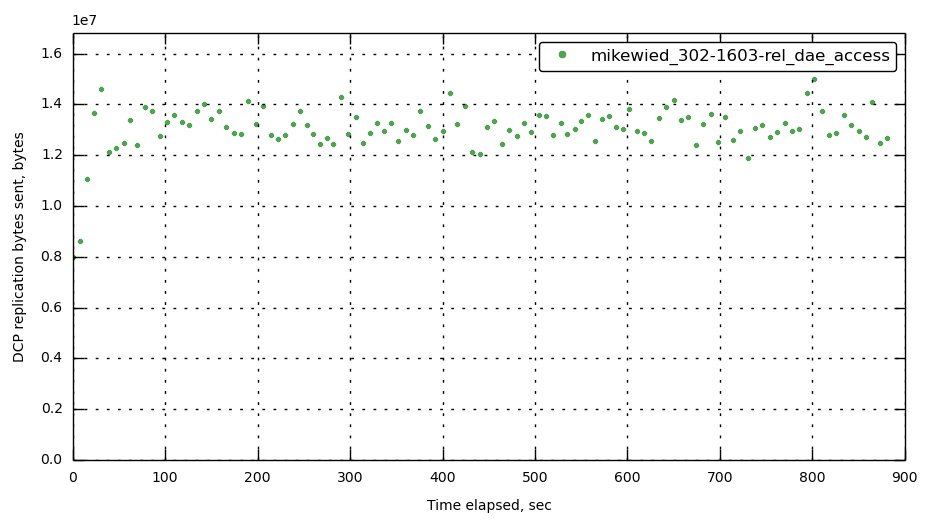 1e7
mikewied_302-1603-rel_dae_access
1.6
1.4
1.2
1.0
0.8
0.6
0.4
0.2
0.0
DCP replication bytes sent, bytes
0 100 200 300 400 500 600 700 800 900
Time elapsed, sec